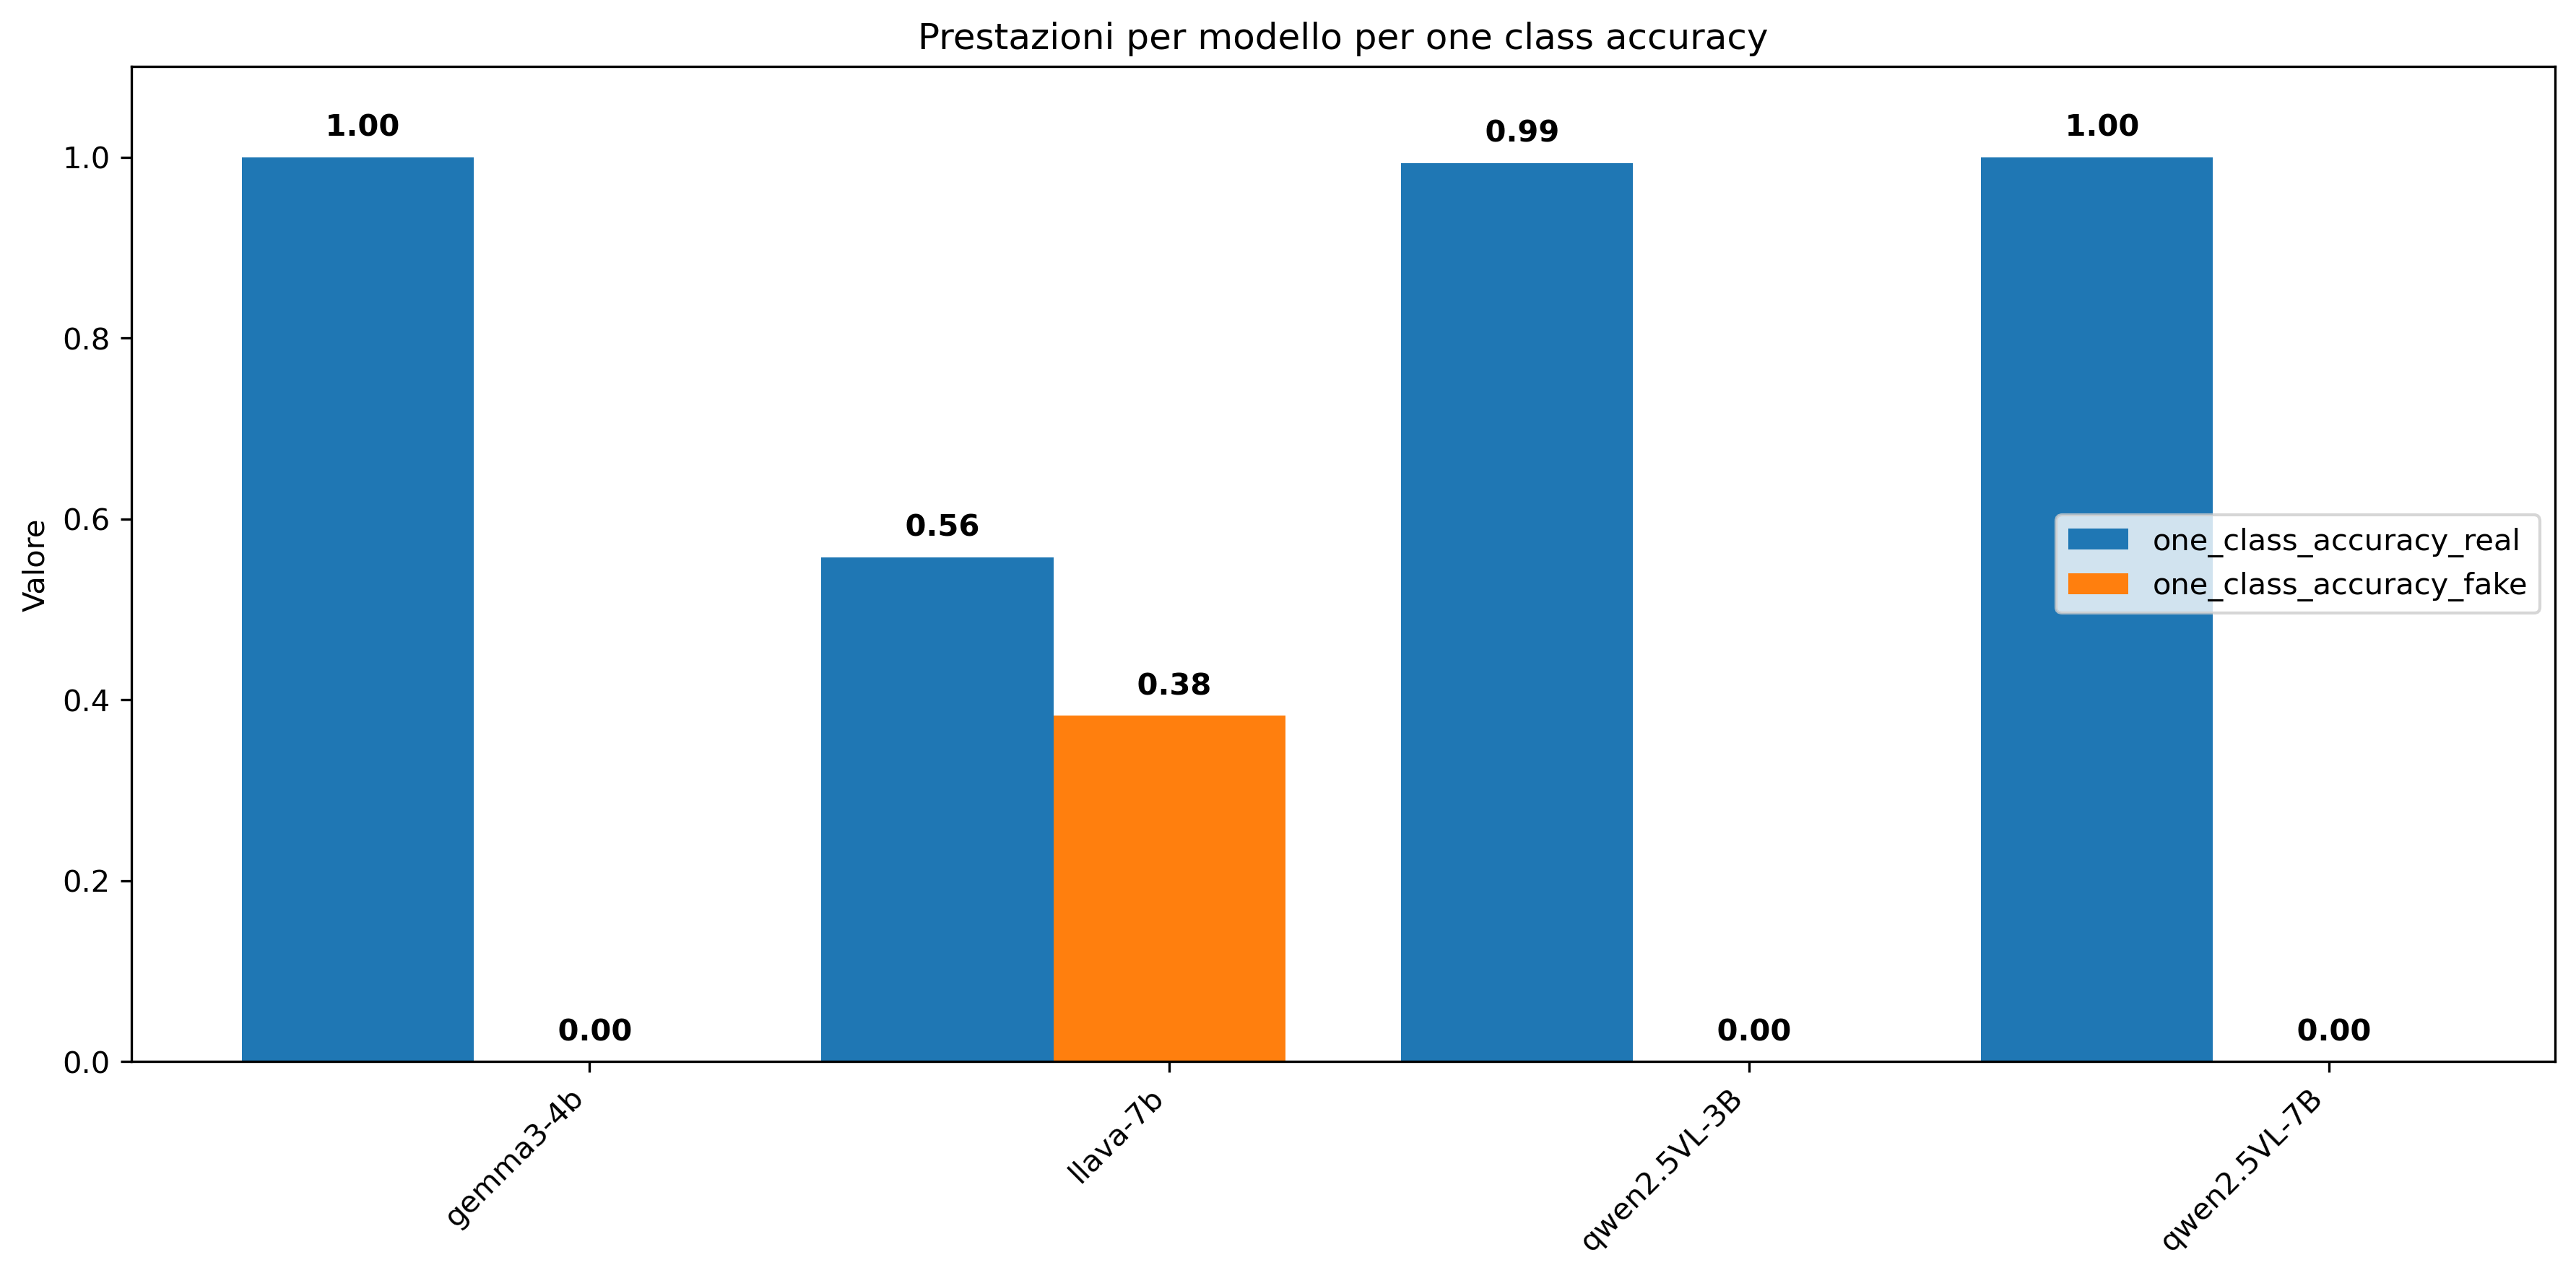 Prestazioni per modello per one class accuracy
Valore
1.0
0.8
0.6
0.4
0.2
0.0
1.00
0.00
0.56
0.38
0.99
0.00
1.00
0.00
one_class_accuracy_real
one_class_accuracy_fake
gemma3-4b
llava-7b
qwen2.5VL-3B
qwen2.5VL-7B